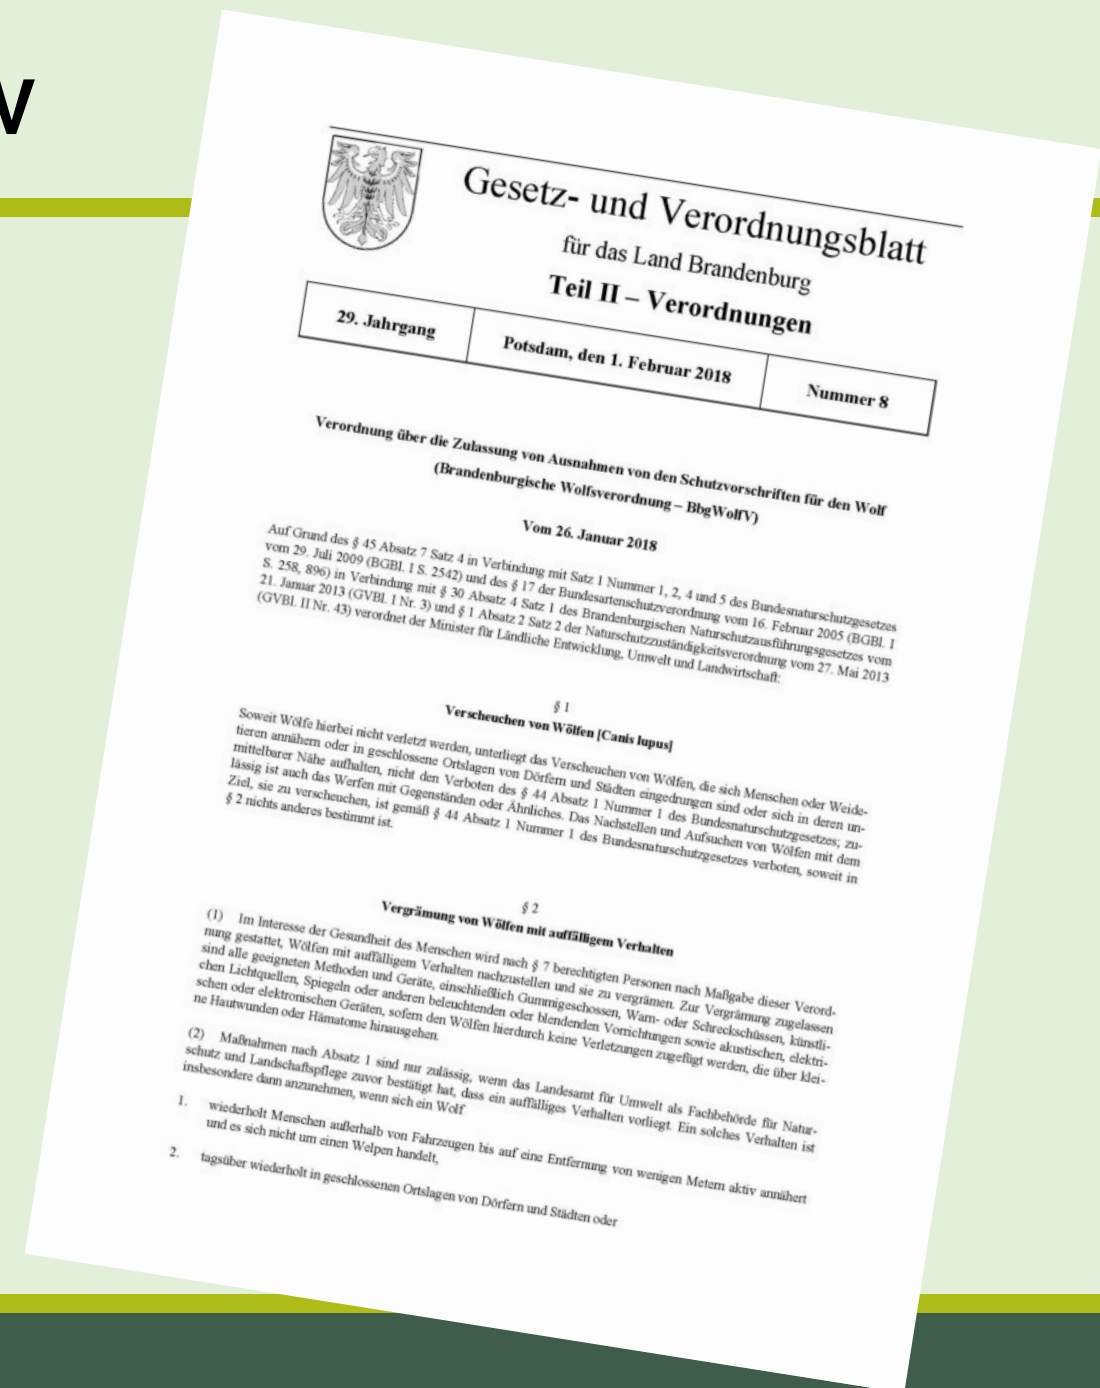 V
Gesetz- und Verordnungsblatt
für das Land Brandenburg
Teil II – Verordnungen
29. Jahrgang
Potsdam, den 1. Februar 2018
Nummer 8
Verordnung über die Zulassung von Ausnahmen von den Schutzvorschriften für den Wolf
(Brandenburgische Wolfsverordnung – BbgWolfV)
Vom 26. Januar 2018
Auf Grund des § 45 Absatz 7 Satz 4 in Verbindung mit Satz 1 Nummer 1, 2, 4 und 5 des Bundesnaturschutzgesetzes
vom 29. Juli 2009 (BGBl. I S. 2542) und des § 17 der Bundesartenschutzverordnung vom 16. Februar 2005 (BGBl. I
S. 258, 896) in Verbindung mit § 30 Absatz 4 Satz 1 des Brandenburgischen Naturschutzausführungsgesetzes vom
21. Januar 2013 (GVBl. I Nr. 3) und § 1 Absatz 2 Satz 2 der Naturschutzzuständigkeitsverordnung vom 27. Mai 2013
(GVBl. II Nr. 43) verordnet der Minister für Ländliche Entwicklung, Umwelt und Landwirtschaft:
§ 1
Verscheuchen von Wölfen [Canis lupus]
Soweit Wölfe hierbei nicht verletzt werden, unterliegt das Verscheuchen von Wölfen, die sich Menschen oder Weide-
tieren annähern oder in geschlossene Ortslagen von Dörfern und Städten eingedrungen sind oder sich in deren un-
mittelbarer Nähe aufhalten, nicht den Verboten des § 44 Absatz 1 Nummer 1 des Bundesnaturschutzgesetzes; zu-
lässig ist auch das Werfen mit Gegenständen oder Ähnliches. Das Nachstellen und Aufsuchen von Wölfen mit dem
Ziel, sie zu verscheuchen, ist gemäß § 44 Absatz 1 Nummer 1 des Bundesnaturschutzgesetzes verboten, soweit in
§ 2 nichts anderes bestimmt ist.
§ 2
Vergrämung von Wölfen mit auffälligem Verhalten
(1) Im Interesse der Gesundheit des Menschen wird nach § 7 berechtigten Personen nach Maßgabe dieser Verord-
nung gestattet, Wölfen mit auffälligem Verhalten nachzustellen und sie zu vergrämen. Zur Vergrämung zugelassen
sind alle geeigneten Methoden und Geräte, einschließlich Gummigeschossen, Warn- oder Schreckschüssen, künstli-
chen Lichtquellen, Spiegeln oder anderen beleuchtenden oder blendenden Vorrichtungen sowie akustischen, elektri-
schen oder elektronischen Geräten, sofern den Wölfen hierdurch keine Verletzungen zugefügt werden, die über klei-
ne Hautwunden oder Hämatome hinausgehen.
(2) Maßnahmen nach Absatz 1 sind nur zulässig, wenn das Landesamt für Umwelt als Fachbehörde für Natur-
schutz und Landschaftspflege zuvor bestätigt hat, dass ein auffälliges Verhalten vorliegt. Ein solches Verhalten ist
insbesondere dann anzunehmen, wenn sich ein Wolf
1. wiederholt Menschen außerhalb von Fahrzeugen bis auf eine Entfernung von wenigen Metern aktiv annähert
und es sich nicht um einen Welpen handelt,
2. tagsüber wiederholt in geschlossenen Ortslagen von Dörfern und Städten oder